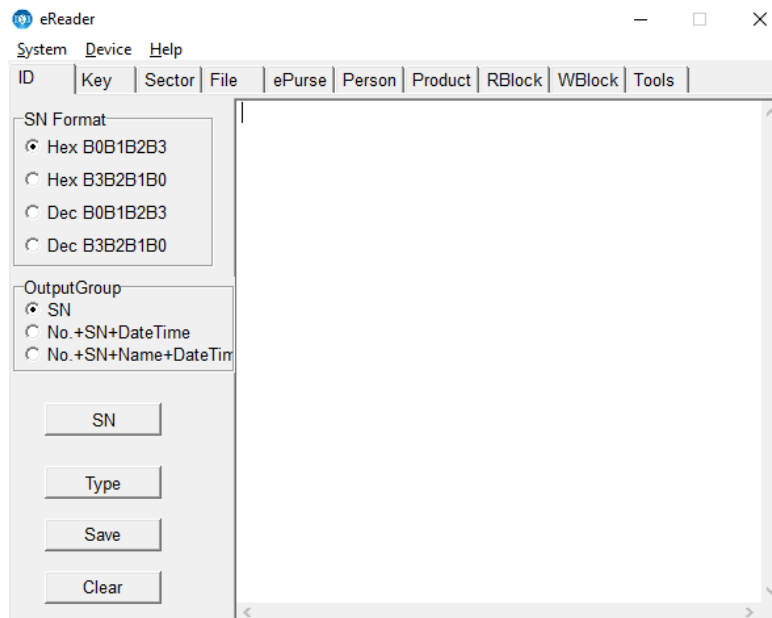 eReader
System Device Help
ID Key Sector File ePurse Person Product RBlock WBlock Tools
SN Format
Hex B0B1B2B3
Hex B3B2B1B0
Dec B0B1B2B3
Dec B3B2B1B0
OutputGroup
SN
No.+SN+DateTime
No.+SN+Name+DateTim
SN
Type
Save
Clear